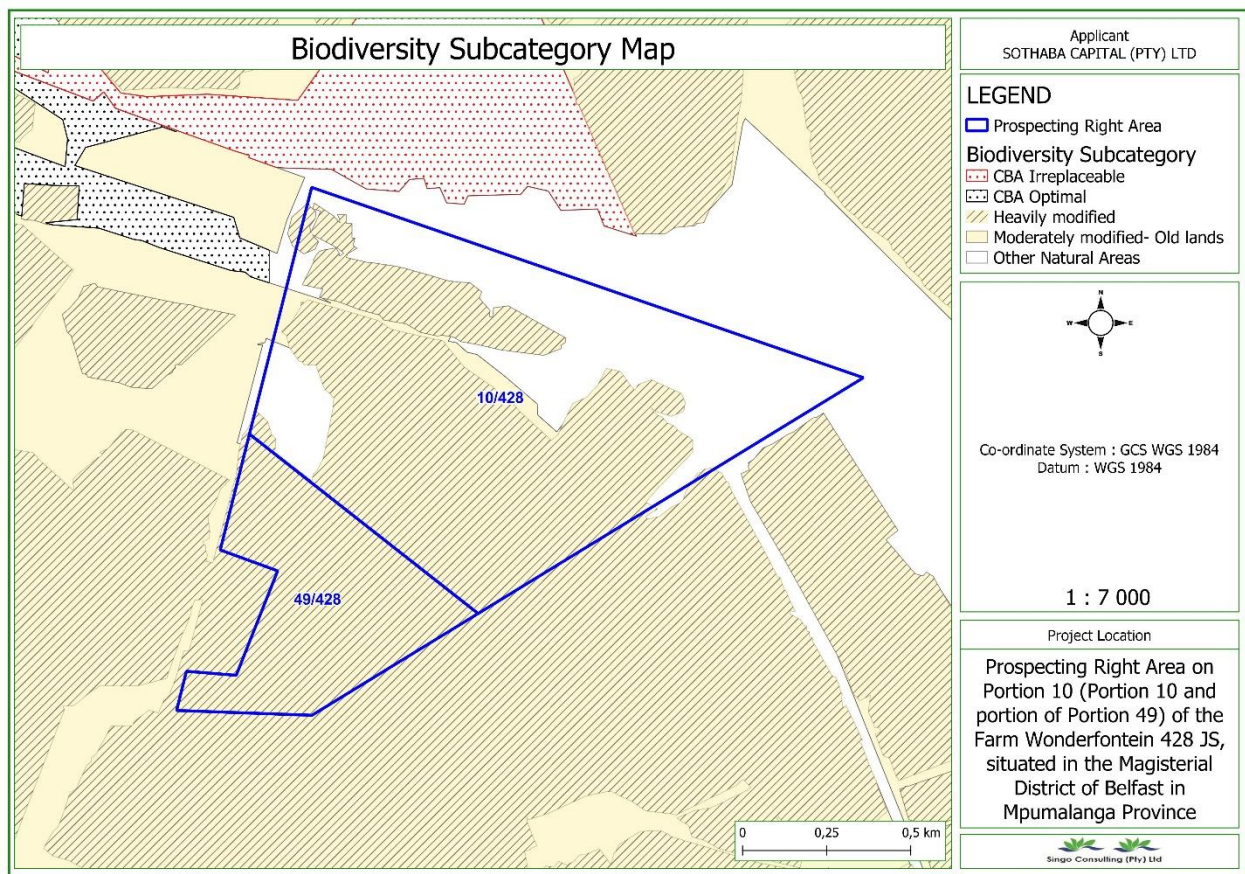 Biodiversity Subcategory Map
10/428
49/428
0
0,25
0,5 km
Applicant
SOTHABA CAPITAL (PTY) LTD
LEGEND
Prospecting Right Area
Biodiversity Subcategory
CBA Irreplaceable
CBA Optimal
Heavily modified
Moderately modified- Old lands
Other Natural Areas
N
W
E
S
Co-ordinate System : GCS WGS 1984
Datum : WGS 1984
1 : 7 000
Project Location
Prospecting Right Area on
Portion 10 (Portion 10 and
portion of Portion 49) of the
Farm Wonderfontein 428 JS,
situated in the Magisterial
District of Belfast in
Mpumalanga Province
Singo Consulting (Pty) Ltd